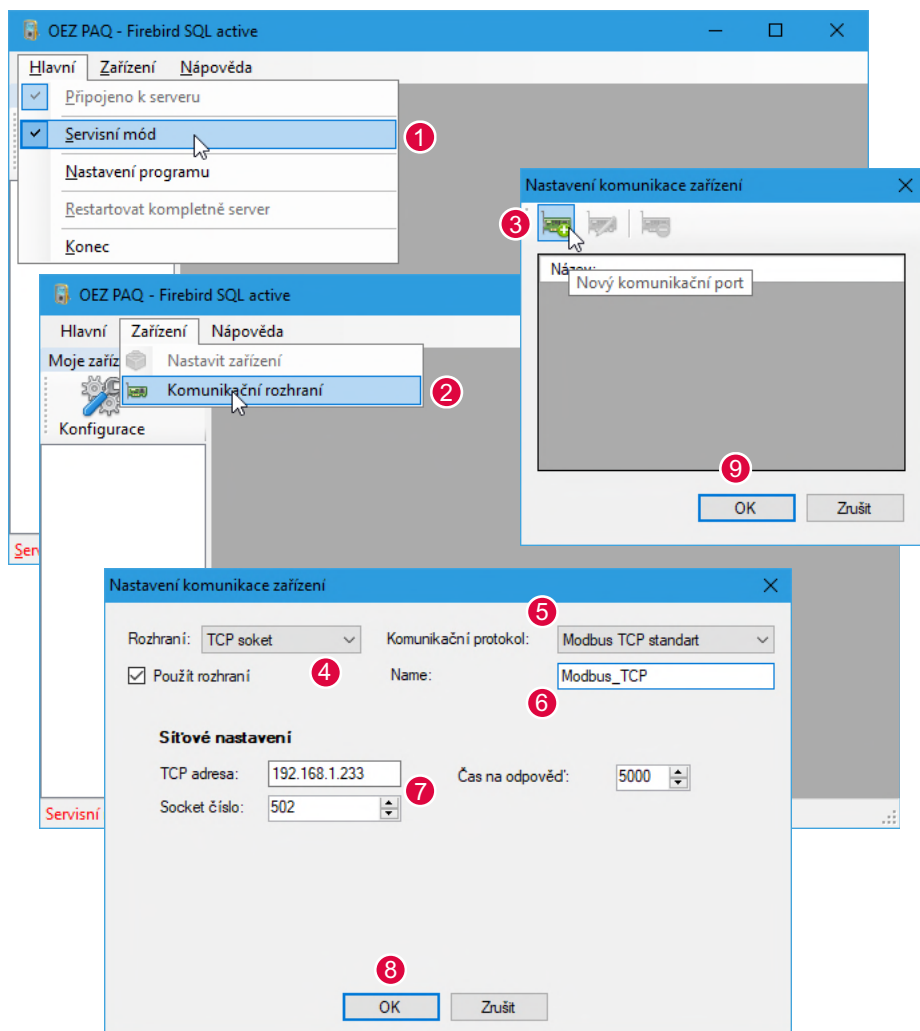 OEZ PAQ - Firebird SQL active
Hlavní Zařízení Nápověda
Připojeno k serveru
Servisní mód
1
Nastavení programu
Restartovat kompletně server
Konec
Nastavení komunikace zařízení
3
Nový komunikační port
9
OK Zrušit
OEZ PAQ - Firebird SQL active
Hlavní Zařízení Nápověda
Moje
Nastavit zařízení
Komunikační rozhraní
2
Konfigurace
Servisní
Nastavení komunikace zařízení
5
Rozhraní: TCP soket Komunikační protokol: Modbus TCP standart
Použít rozhraní 4 Name: Modbus_TCP
6
Síťové nastavení
TCP adresa: 192.168.1.233 Čas na odpověď: 5000
7
Socket číslo: 502
8
OK Zrušit